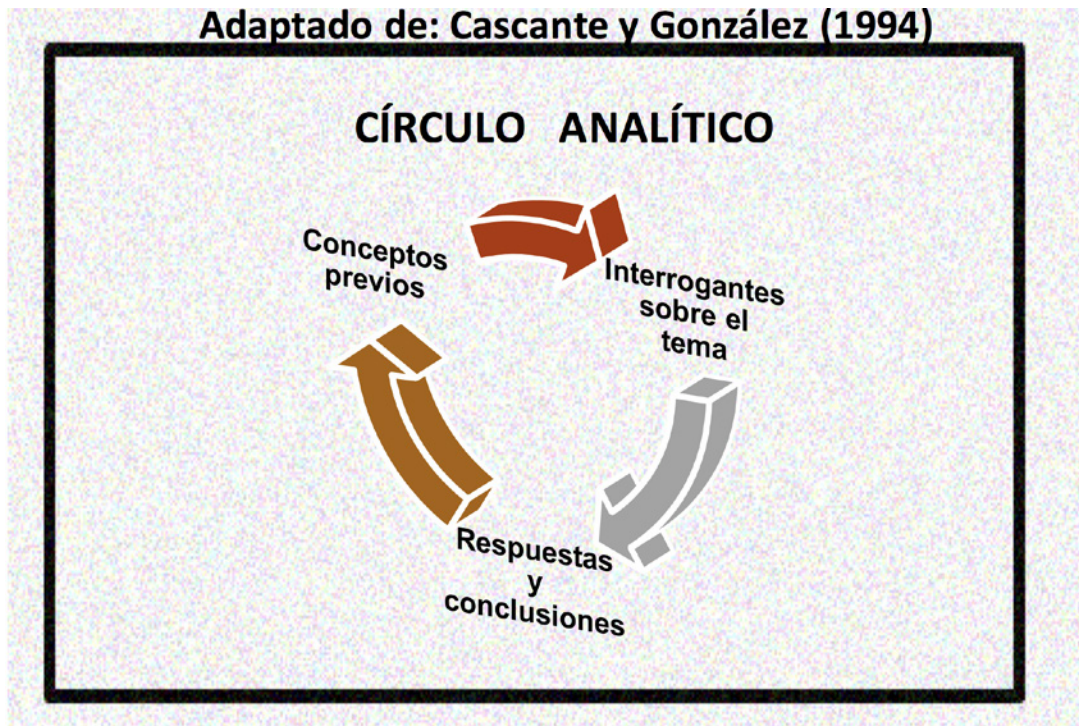 Adaptado de: Cascante y González (1994)
CÍRCULO ANALÍTICO
Conceptos
previos
Interrogantes
sobre el
tema
Respuestas
y
conclusiones